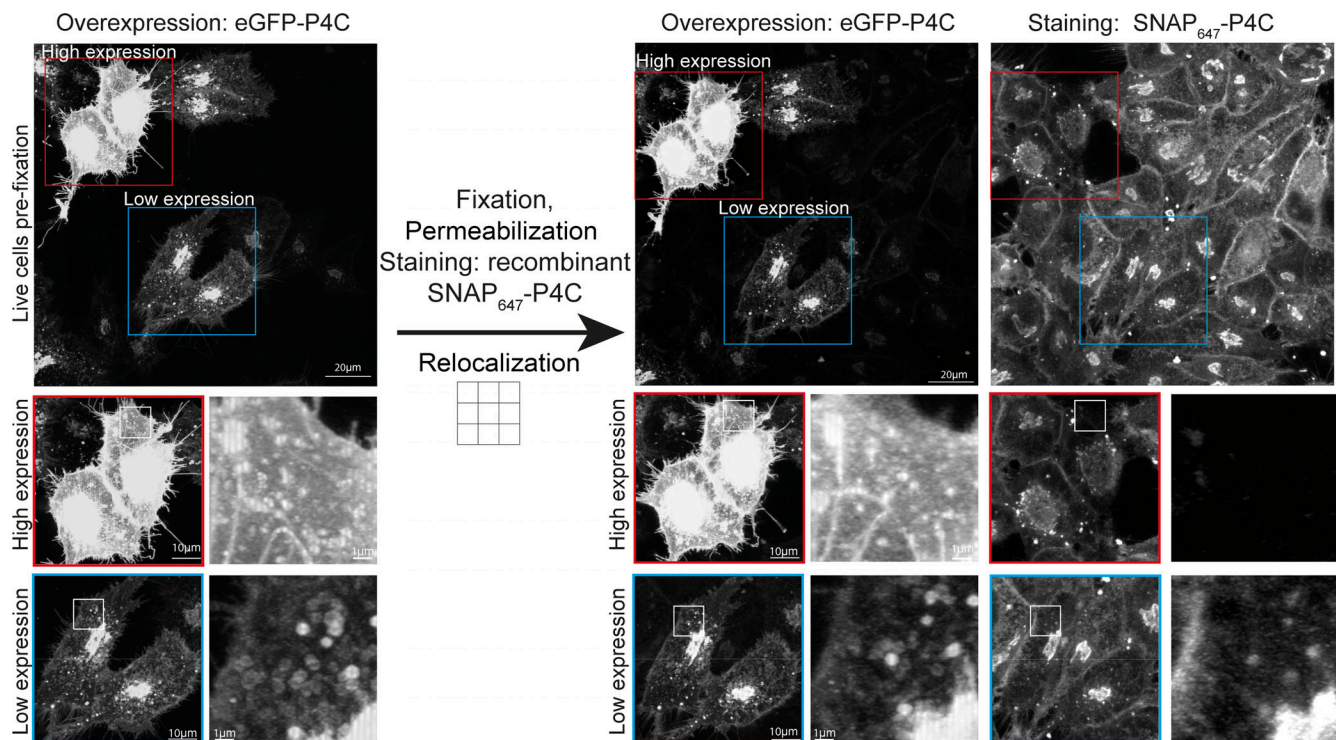 Overexpression: eGFP-P4C
Overexpression: eGFP-P4C
Staining: SNAP647-P4C
Live cells pre-fixation
High expression
Low expression
20µm
Fixation,
Permeabilization
Staining: recombinant
SNAP647-P4C
Relocalization
High expression
Low expression
20µm
High expression
10µm
1µm
High expression
10µm
1µm
Low expression
10µm
1µm
Low expression
10µm
1µm